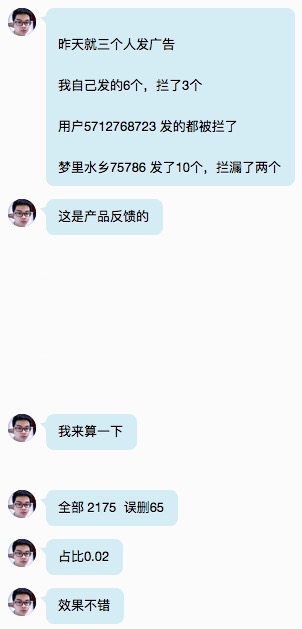 昨天就三个人发广告
我自己发的6个，拦了3个
用户5712768723 发的都被拦了
梦里水乡75786 发了10个，拦漏了两个
这是产品反馈的
我来算一下
全部 2175  误删65
占比0.02
效果不错